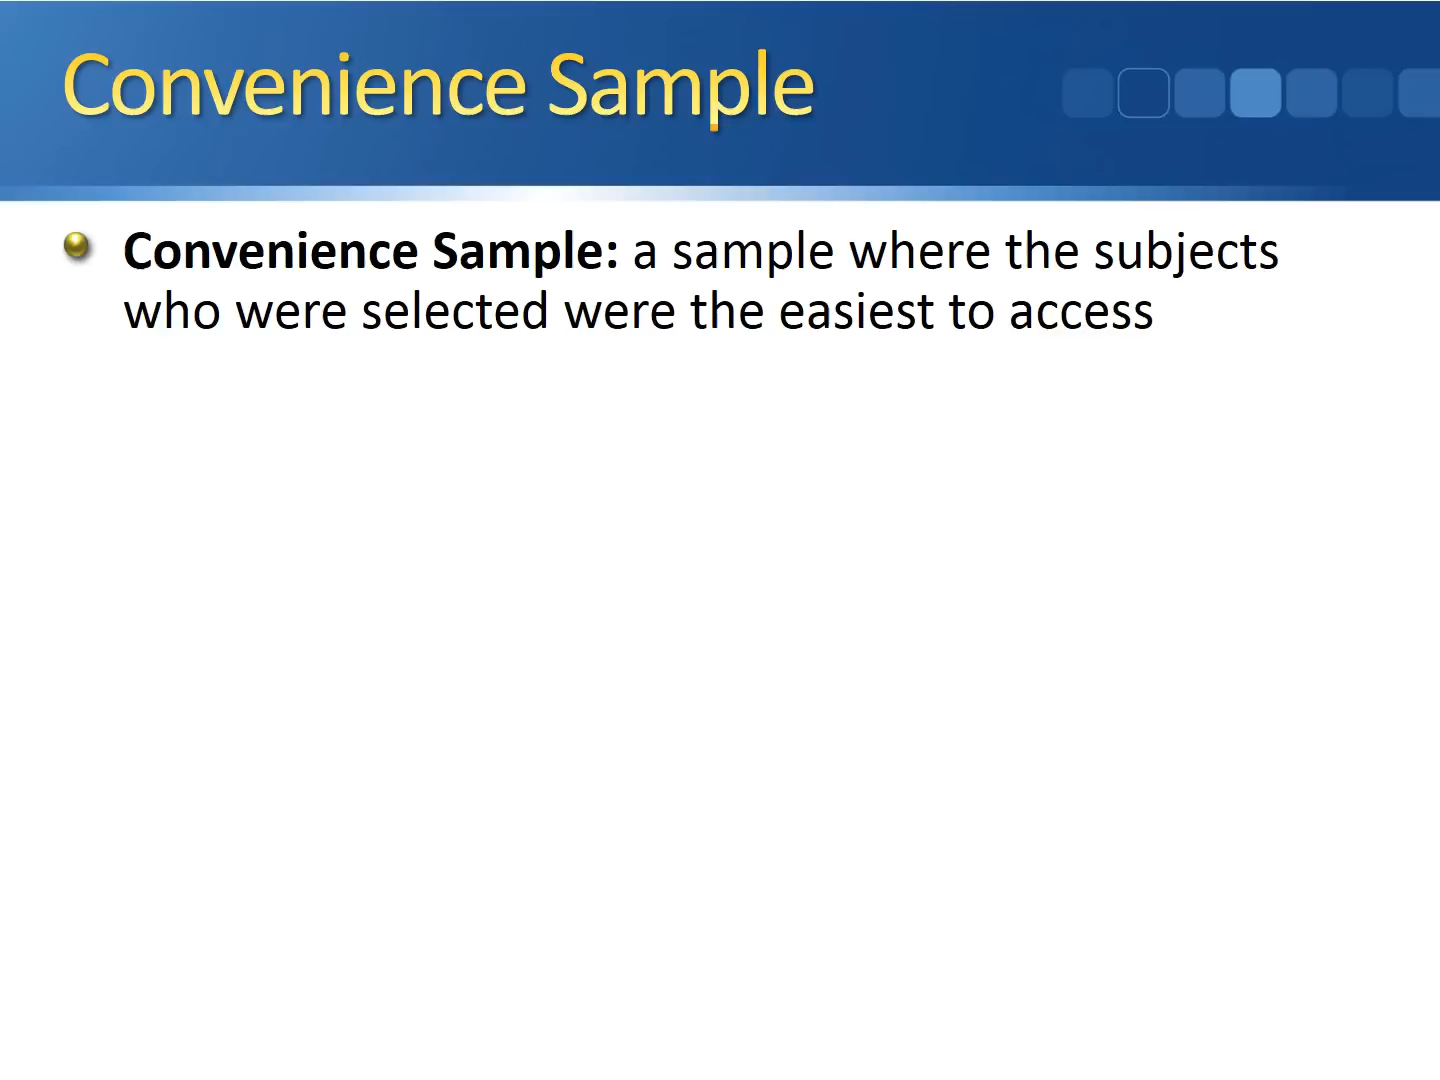 Convenience Sample
Convenience Sample: a sample where the subjects
who were selected were the easiest to access